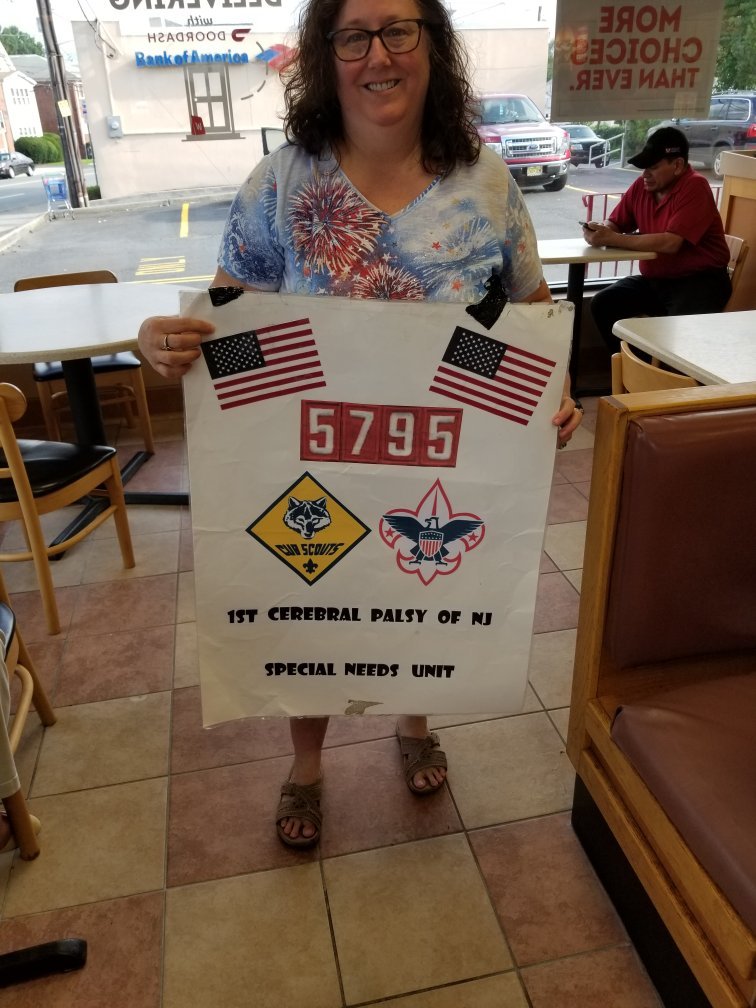 DELIVERING
with
DOORDASH
Bank of America
MORE
CHOICES
THAN EVER.
5795
CUB SCOUTS
1ST CEREBRAL PALSY OF NJ
SPECIAL NEEDS UNIT